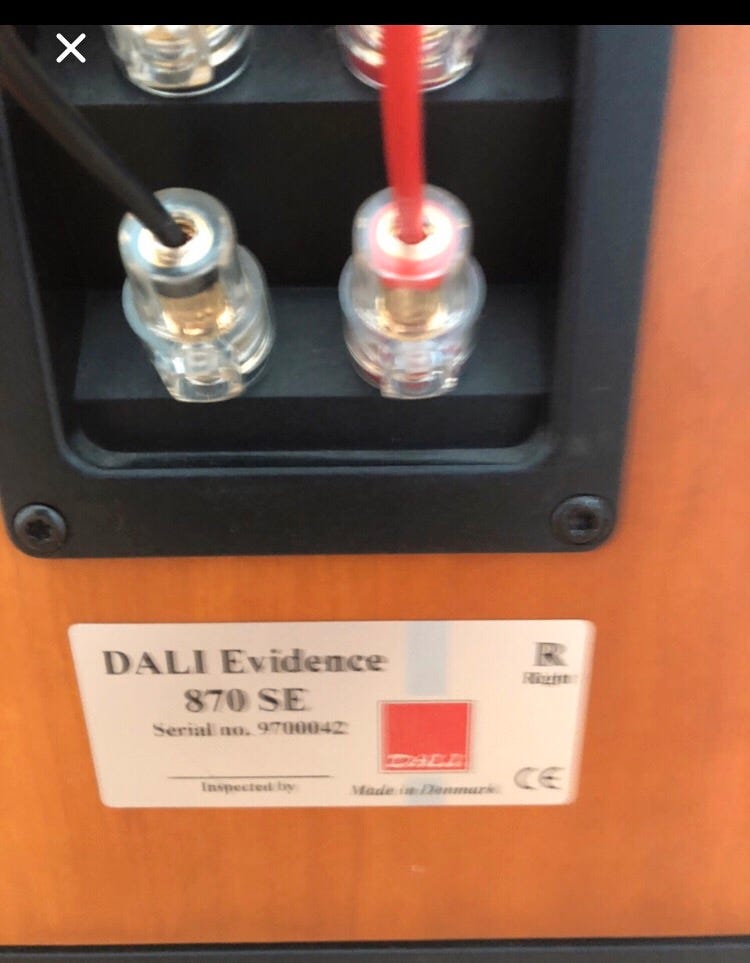 DALI Evidence
870 SE
Serial no. 9700042
Inspected by
R
Right
DALI
Made in Denmark
CE